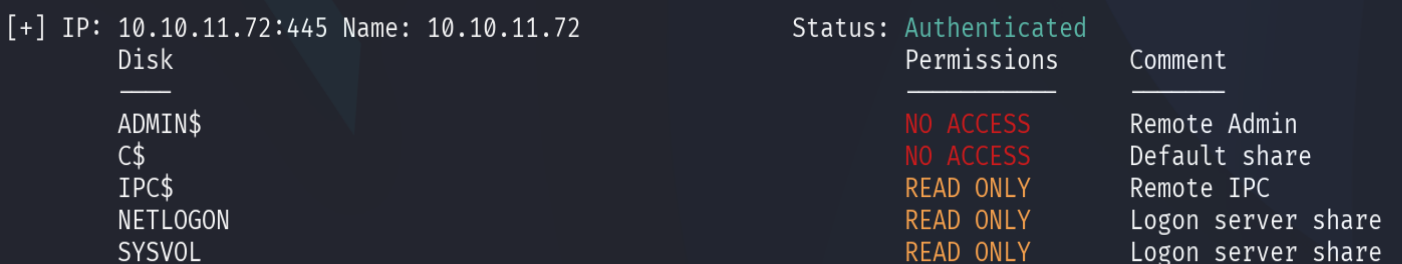 [+] IP: 10.10.11.72:445 Name: 10.10.11.72 Status: Authenticated
Disk Permissions Comment
---- ----------- -------
ADMIN$ NO ACCESS Remote Admin
C$ NO ACCESS Default share
IPC$ READ ONLY Remote IPC
NETLOGON READ ONLY Logon server share
SYSVOL READ ONLY Logon server share